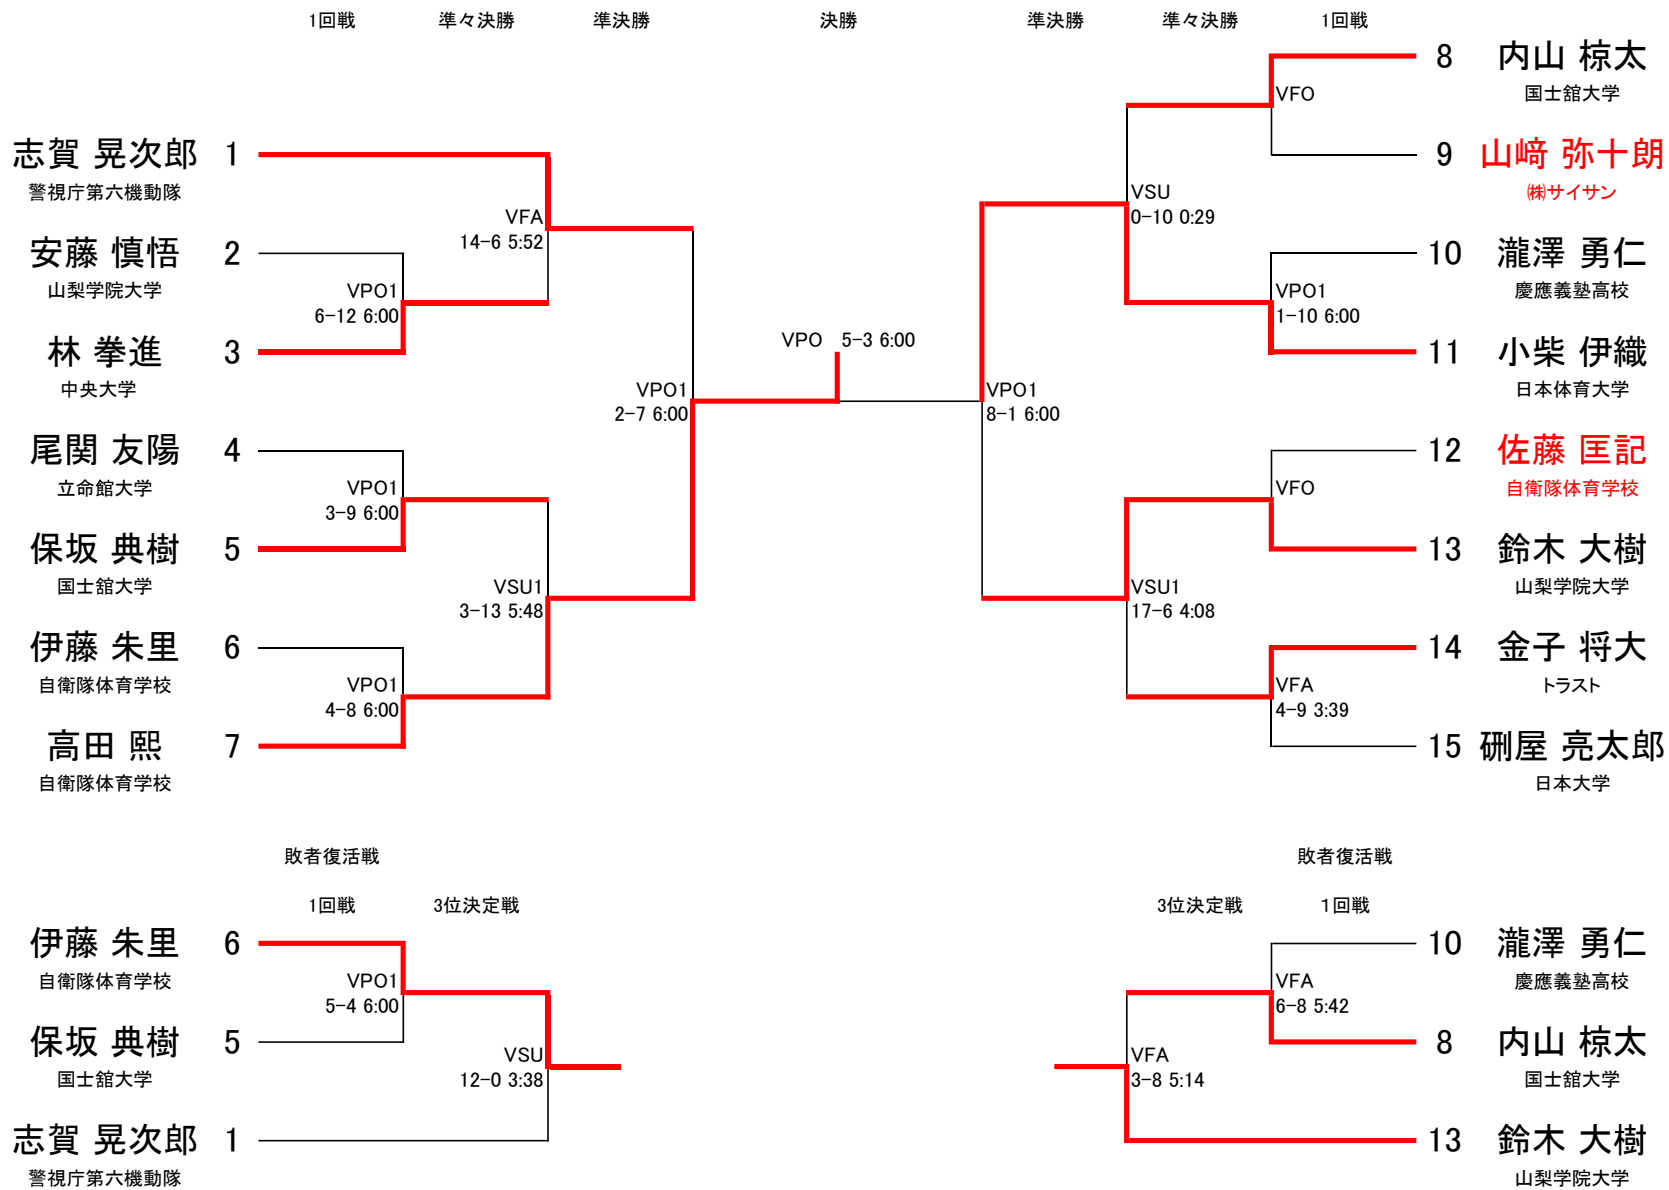 1回戦 準々決勝 準決勝 決勝 準決勝 準々決勝 1回戦
志賀 晃次郎 1
警視庁第六機動隊
安藤 慎悟 2
山梨学院大学
林 拳進 3
中央大学
尾関 友陽 4
立命館大学
保坂 典樹 5
国士舘大学
伊藤 朱里 6
自衛隊体育学校
高田 熙 7
自衛隊体育学校
VPO1
6-12 6:00
VPO1
3-9 6:00
VPO1
4-8 6:00
VFA
14-6 5:52
VSU1
3-13 5:48
VPO1
2-7 6:00
VPO 5-3 6:00
VPO1
8-1 6:00
VSU
0-10 0:29
VSU1
17-6 4:08
VFO
VPO1
1-10 6:00
VFO
VFA
4-9 3:39
8 内山 椋太
国士舘大学
9 山﨑 弥十朗
㈱サイサン
10 瀧澤 勇仁
慶應義塾高校
11 小柴 伊織
日本体育大学
12 佐藤 匡記
自衛隊体育学校
13 鈴木 大樹
山梨学院大学
14 金子 将大
トラスト
15 硎屋 亮太郎
日本大学
敗者復活戦
1回戦 3位決定戦
伊藤 朱里 6
自衛隊体育学校
保坂 典樹 5
国士舘大学
志賀 晃次郎 1
警視庁第六機動隊
VPO1
5-4 6:00
VSU
12-0 3:38
敗者復活戦
3位決定戦 1回戦
VFA
3-8 5:14
VFA
6-8 5:42
10 瀧澤 勇仁
慶應義塾高校
8 内山 椋太
国士舘大学
13 鈴木 大樹
山梨学院大学